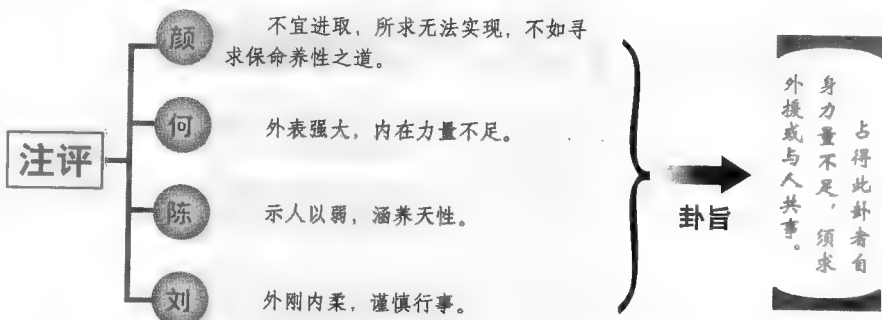 注评
颜
不宜进取，所求无法实现，不如寻
求保命养性之道。
何
外表强大，内在力量不足。
陈
示人以弱，涵养天性。
刘
外刚内柔，谨慎行事。
卦旨
占得此卦者自
身力量不足，须求
外援或与人共事。